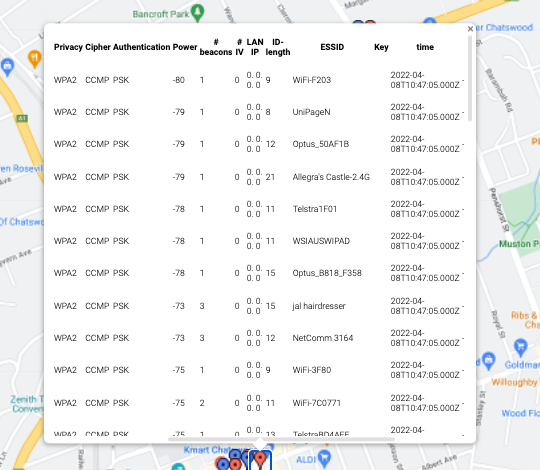 Bancroft Park
er Chatswood
×
Privacy Cipher Authentication Power # beacons # IV LAN IP ID-length ESSID Key time
WPA2 CCMP PSK -80 1 0 0. 0. 0. 0 9 WiFi-F203 2022-04-08T10:47:05.000Z -
WPA2 CCMP PSK -79 1 0 0. 0. 0. 0 8 UniPageN 2022-04-08T10:47:05.000Z -
WPA2 CCMP PSK -79 1 0 0. 0. 0. 0 12 Optus_50AF1B 2022-04-08T10:47:05.000Z -
WPA2 CCMP PSK -79 1 0 0. 0. 0. 0 21 Allegra's Castle-2.4G 2022-04-08T10:47:05.000Z -
WPA2 CCMP PSK -78 1 0 0. 0. 0. 0 11 Telstra1F01 2022-04-08T10:47:05.000Z -
WPA2 CCMP PSK -78 1 0 0. 0. 0. 0 11 WSIAUSWIPAD 2022-04-08T10:47:05.000Z -
WPA2 CCMP PSK -78 1 0 0. 0. 0. 0 15 Optus_B818_F358 2022-04-08T10:47:05.000Z -
WPA2 CCMP PSK -73 3 0 0. 0. 0. 0 15 jal hairdresser 2022-04-08T10:47:05.000Z -
WPA2 CCMP PSK -73 3 0 0. 0. 0. 0 12 NetComm 3164 2022-04-08T10:47:05.000Z -
WPA2 CCMP PSK -75 1 0 0. 0. 0. 0 9 WiFi-3F80 2022-04-08T10:47:05.000Z -
WPA2 CCMP PSK -75 2 0 0. 0. 0. 0 11 WiFi-7C0771 2022-04-08T10:47:05.000Z -
WPA2 CCMP PSK -75 1 0 0. 0. 13 2022-04-
A1
en Rosevil
Of Chatsw
Barambah Rd
Penshurst St
Muston P
Ribs &
Goldmar
Willoughby
Wood Flo
Stanley St
Zenith T
Conven
Kmart Chatswood
ALDI
Albert Ave